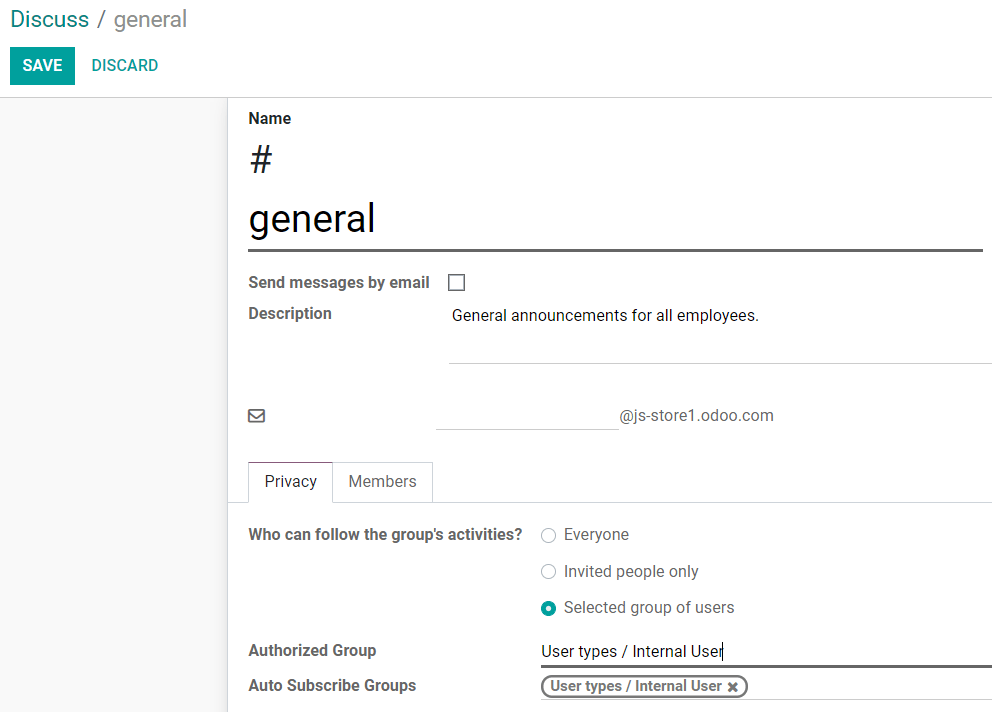 Discuss / general
SAVE DISCARD
Name
#
general
Send messages by email
Description General announcements for all employees.
@js-store1.odoo.com
Privacy Members
Who can follow the group's activities? Everyone
Invited people only
Selected group of users
Authorized Group User types / Internal User
Auto Subscribe Groups User types / Internal User ✖